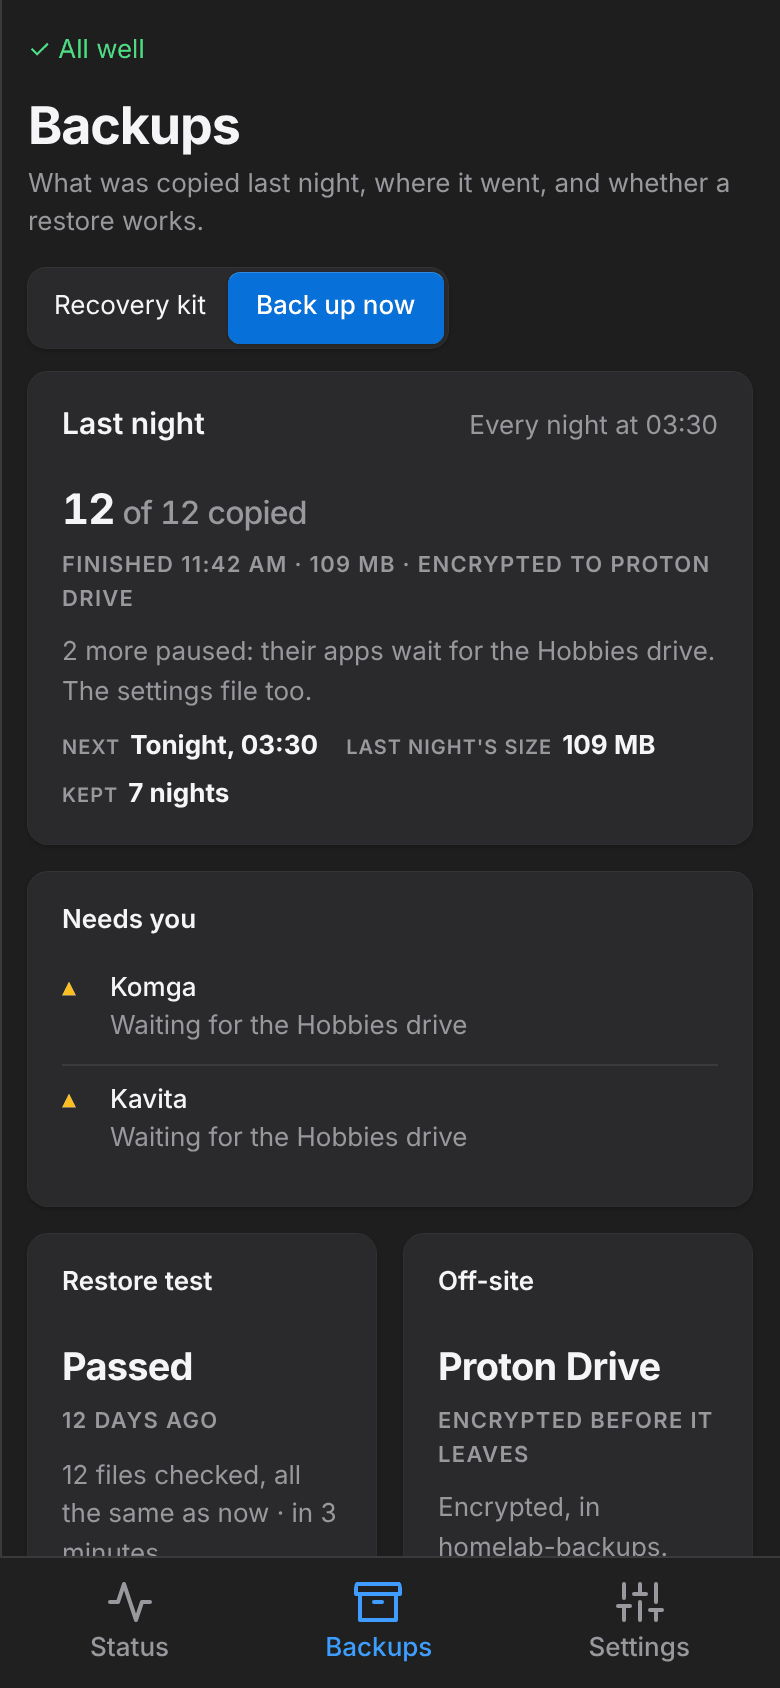 ✓ All well
Backups
What was copied last night, where it went, and whether a
restore works.
Recovery kit
Back up now
Last night
Every night at 03:30
12 of 12 copied
FINISHED 11:42 AM · 109 MB · ENCRYPTED TO PROTON
DRIVE
2 more paused: their apps wait for the Hobbies drive.
The settings file too.
NEXT Tonight, 03:30 LAST NIGHT'S SIZE 109 MB
KEPT 7 nights
Needs you
Komga
Waiting for the Hobbies drive
Kavita
Waiting for the Hobbies drive
Restore test
Passed
12 DAYS AGO
12 files checked, all
the same as now · in 3
minutes
Off-site
Proton Drive
ENCRYPTED BEFORE IT
LEAVES
Encrypted, in
homelab-backups.
Status
Backups
Settings